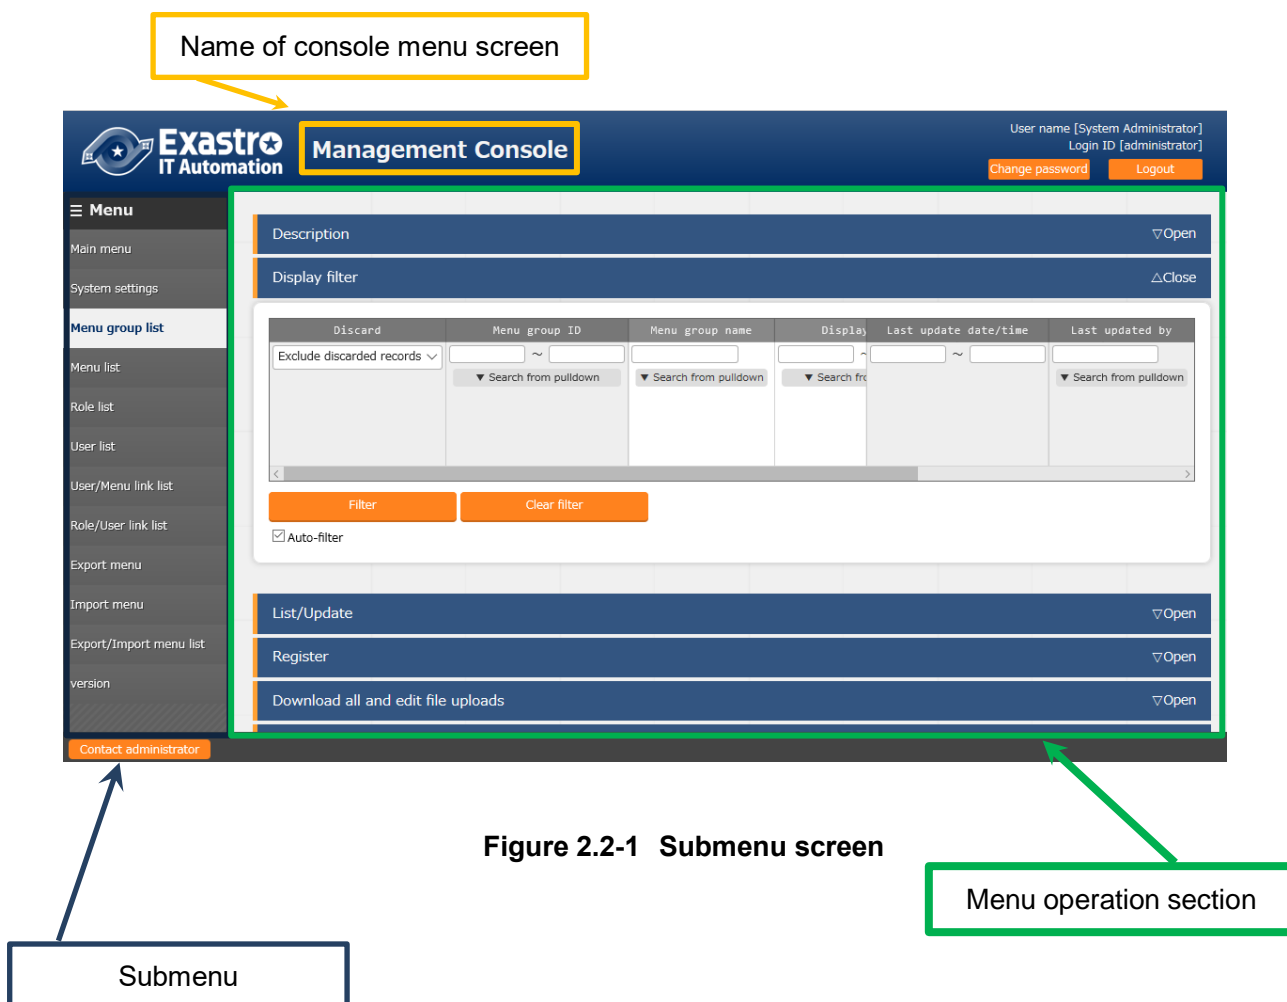 Name of console menu screen
Exastro
IT Automation
Management Console
User name [System Administrator]
Login ID [administrator]
Change password
Logout
☰ Menu
Main menu
System settings
Menu group list
Menu list
Role list
User list
User/Menu link list
Role/User link list
Export menu
Import menu
Export/Import menu list
version
Contact administrator
Description ▽Open
Display filter △Close
Discard Menu group ID Menu group name Display Last update date/time Last updated by
Exclude discarded records ~ ~ ~
▼ Search from pulldown ▼ Search from pulldown ▼ Search fro ▼ Search from pulldown
Filter Clear filter
Auto-filter
List/Update ▽Open
Register ▽Open
Download all and edit file uploads ▽Open
Figure 2.2-1 Submenu screen
Menu operation section
Submenu